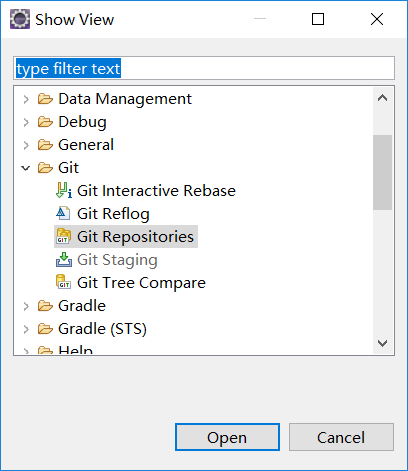 Show View
type filter text
Data Management
Debug
General
Git
Git Interactive Rebase
Git Reflog
Git Repositories
Git Staging
Git Tree Compare
Gradle
Gradle (STS)
Help
Open
Cancel